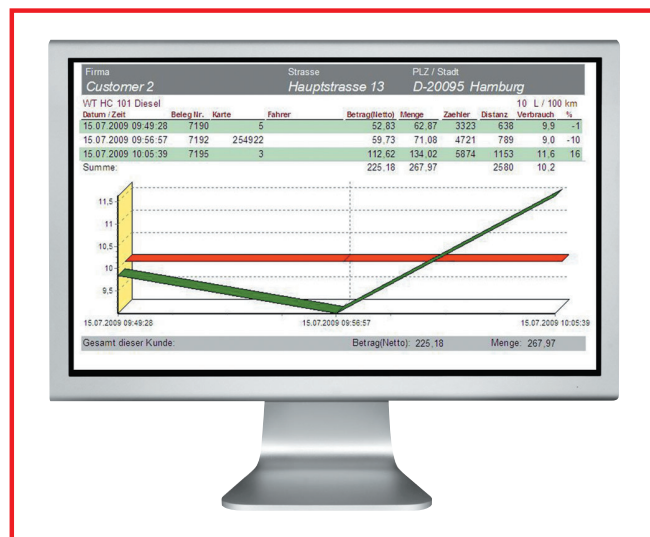 Firma Strasse PLZ / Stadt
Customer 2 Hauptstrasse 13 D-20095 Hamburg
WT HC 101 Diesel 10 L / 100 km
Datum / Zeit Beleg Nr. Karte Fahrer Betrag(Netto) Menge Zaehler Distanz Verbrauch %
15.07.2009 09:49:28 7190 5 52,83 62,87 3323 638 9,9 -1
15.07.2009 09:56:57 7192 254922 59,73 71,08 4721 789 9,0 -10
15.07.2009 10:05:39 7195 3 112,62 134,02 5874 1153 11,6 16
Summe: 225,18 267,97 2580 10,2
11,5
11
10,5
10
9,5
15.07.2009 09:49:28 15.07.2009 09:56:57 15.07.2009 10:05:39
Gesamt dieser Kunde: Betrag(Netto): 225,18 Menge: 267,97